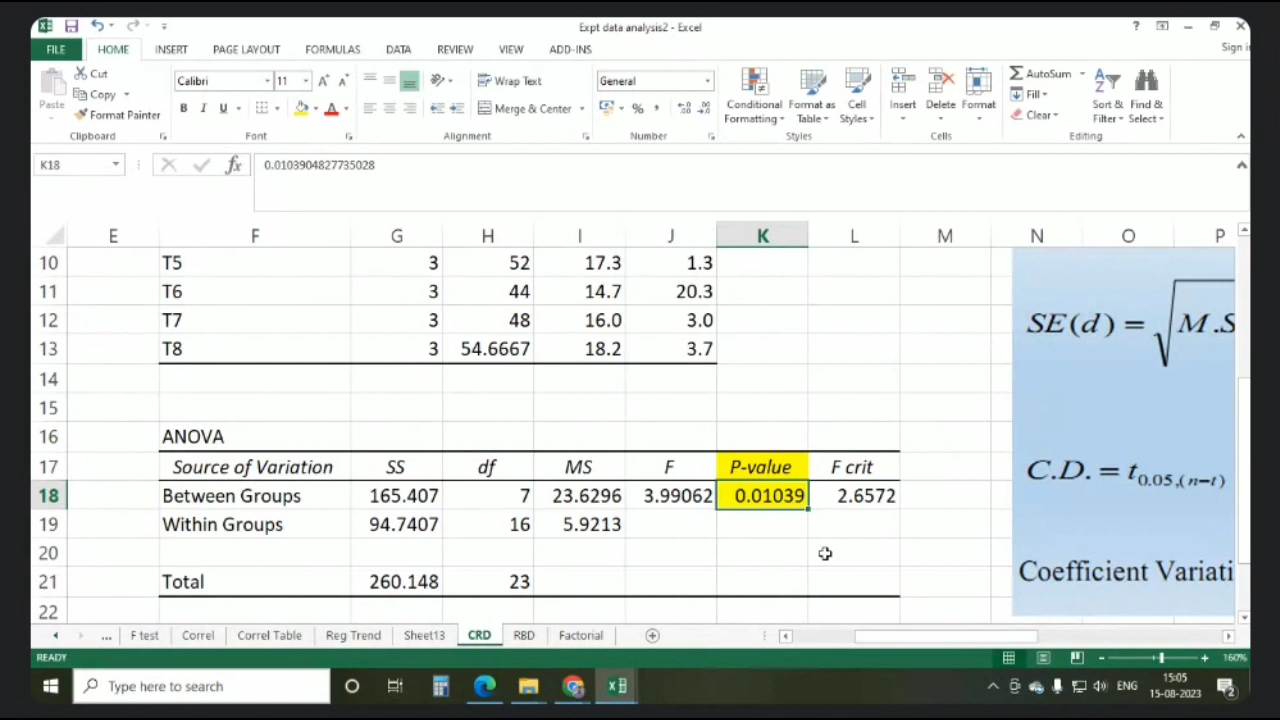 Expt data analysis2 - Excel
?
FILE HOME INSERT PAGE LAYOUT FORMULAS DATA REVIEW VIEW ADD-INS
Sign in
Paste
Cut
Copy
Format Painter
Clipboard
Calibri 11
B I U
Font
Wrap Text
Merge & Center
Alignment
General
%
Number
Conditional Formatting
Format as Table
Cell Styles
Styles
Insert Delete Format
Cells
AutoSum
Fill
Clear
Sort & Filter
Find & Select
Editing
K18 fx 0.0103904827735028
E F G H I J K L M N O P
10 T5 3 52 17.3 1.3
11 T6 3 44 14.7 20.3
12 T7 3 48 16.0 3.0
13 T8 3 54.6667 18.2 3.7
14
15
16 ANOVA
17 Source of Variation SS df MS F P-value F crit
18 Between Groups 165.407 7 23.6296 3.99062 0.01039 2.6572
19 Within Groups 94.7407 16 5.9213
20
21 Total 260.148 23
22
SE(d) = √ M.S
C.D. = t0.05,(n−t)
Coefficient Variati
... F test Correl Correl Table Reg Trend Sheet13 CRD RBD Factorial
READY 160%
Type here to search
ENG
15:05
15-08-2023
2